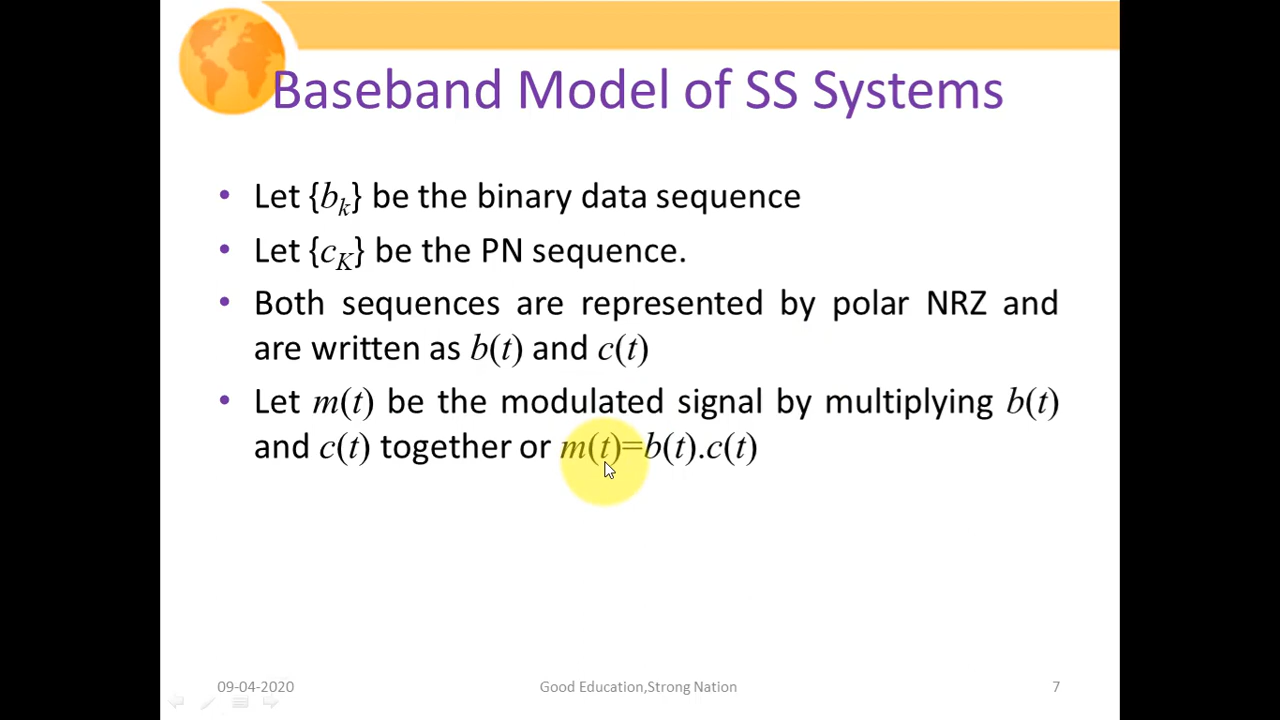 Baseband Model of SS Systems
• Let {bₖ} be the binary data sequence
• Let {c_K} be the PN sequence.
• Both sequences are represented by polar NRZ and
are written as b(t) and c(t)
• Let m(t) be the modulated signal by multiplying b(t)
and c(t) together or m(t)=b(t).c(t)
09-04-2020
Good Education,Strong Nation
7